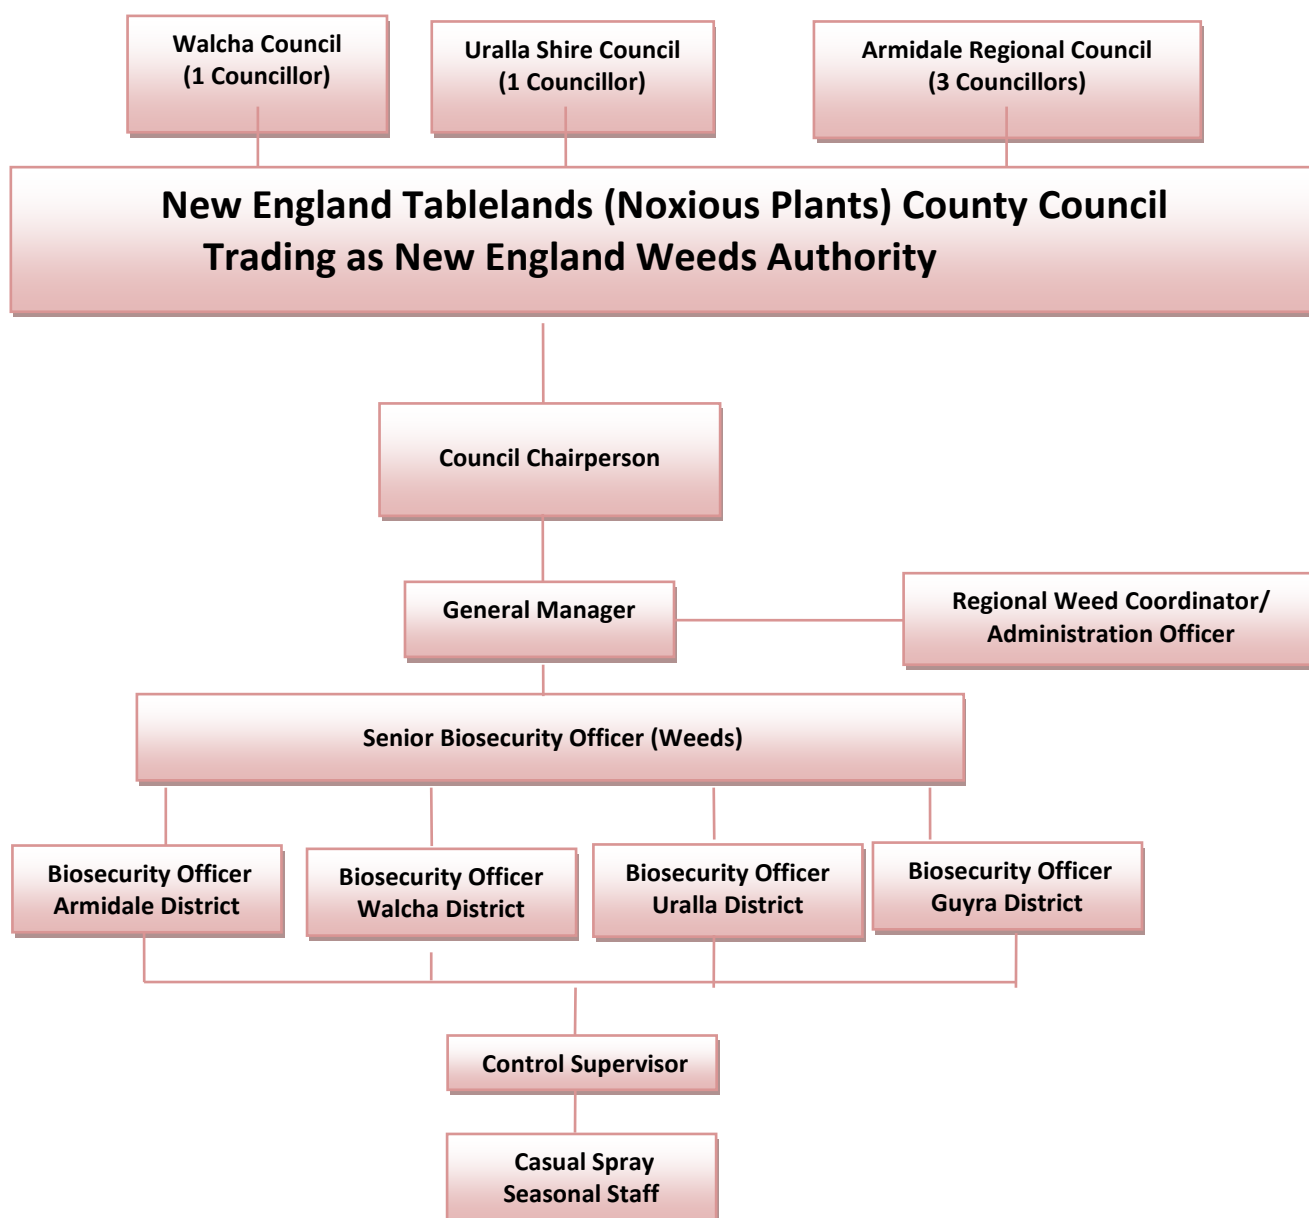 Walcha Council
(1 Councillor)
Uralla Shire Council
(1 Councillor)
Armidale Regional Council
(3 Councillors)
New England Tablelands (Noxious Plants) County Council
Trading as New England Weeds Authority
Council Chairperson
General Manager
Regional Weed Coordinator/
Administration Officer
Senior Biosecurity Officer (Weeds)
Biosecurity Officer
Armidale District
Biosecurity Officer
Walcha District
Biosecurity Officer
Uralla District
Biosecurity Officer
Guyra District
Control Supervisor
Casual Spray
Seasonal Staff